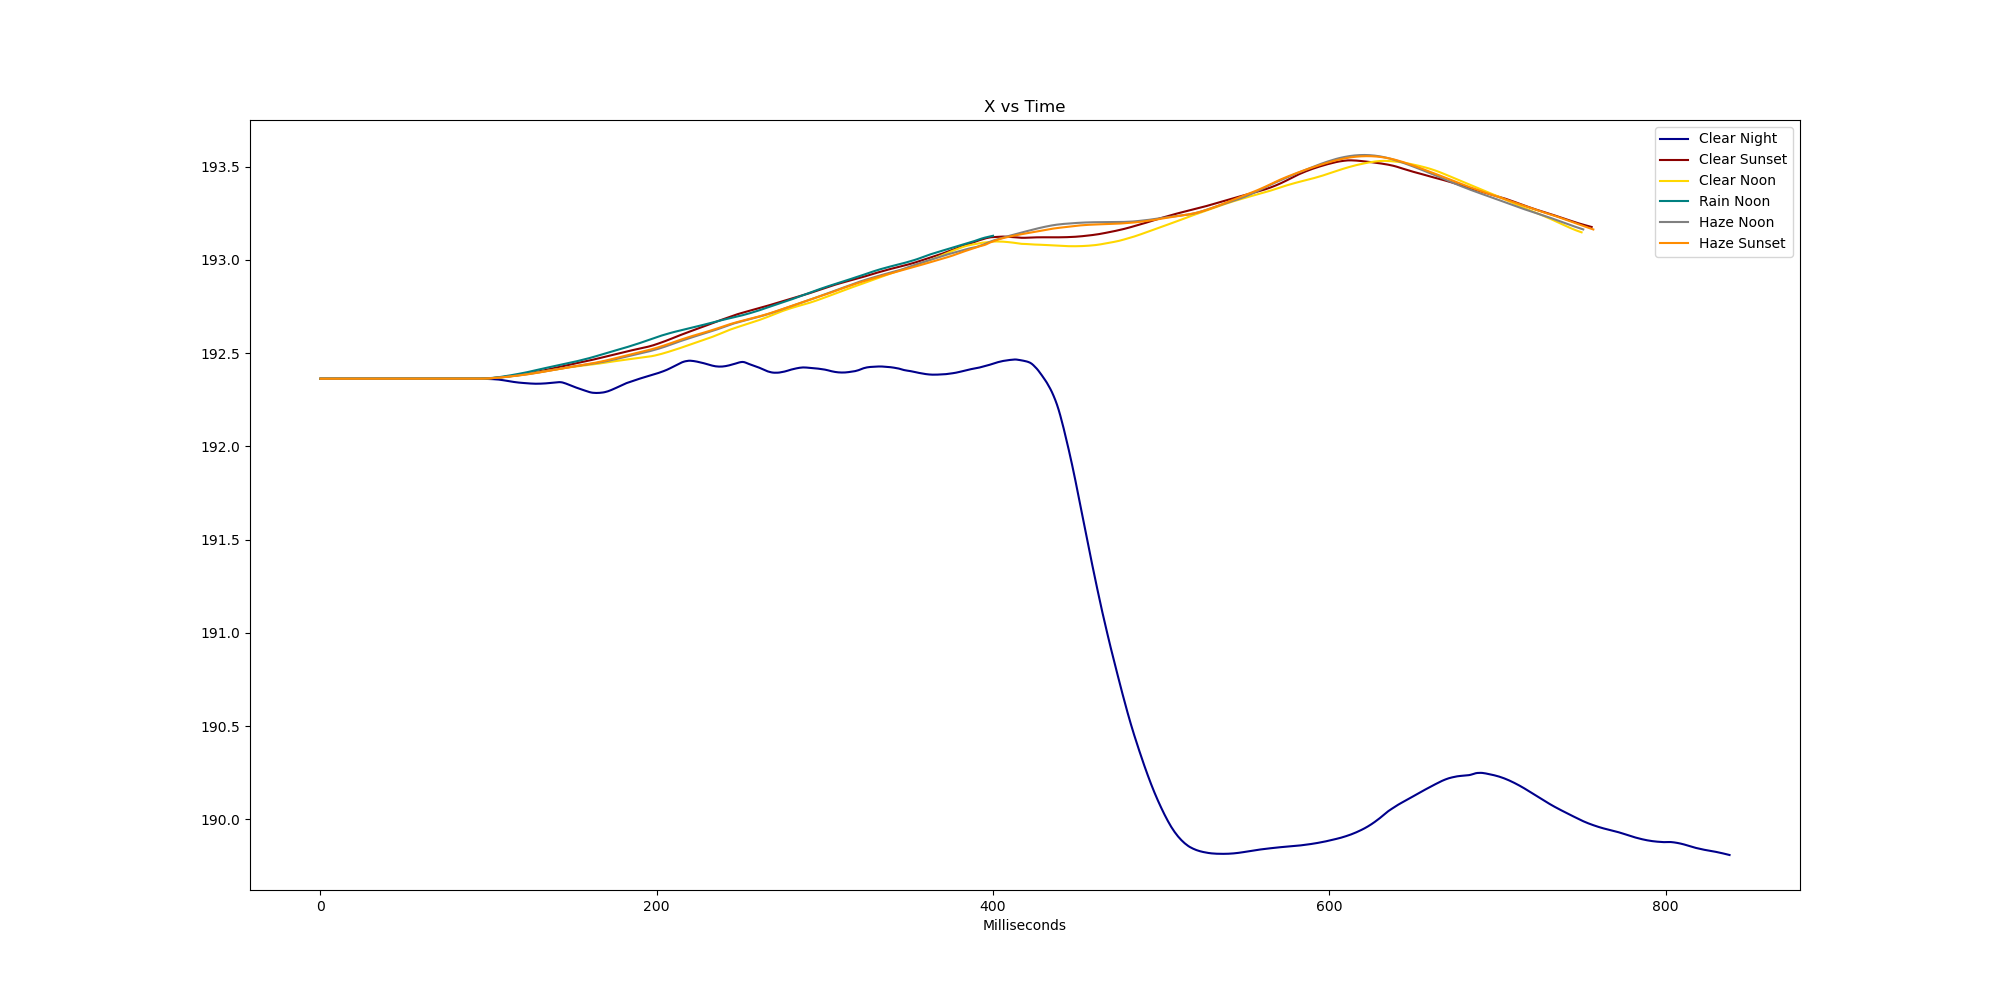 X vs Time
193.5
193.0
192.5
192.0
191.5
191.0
190.5
190.0
0 200 400 600 800
Milliseconds
Clear Night
Clear Sunset
Clear Noon
Rain Noon
Haze Noon
Haze Sunset